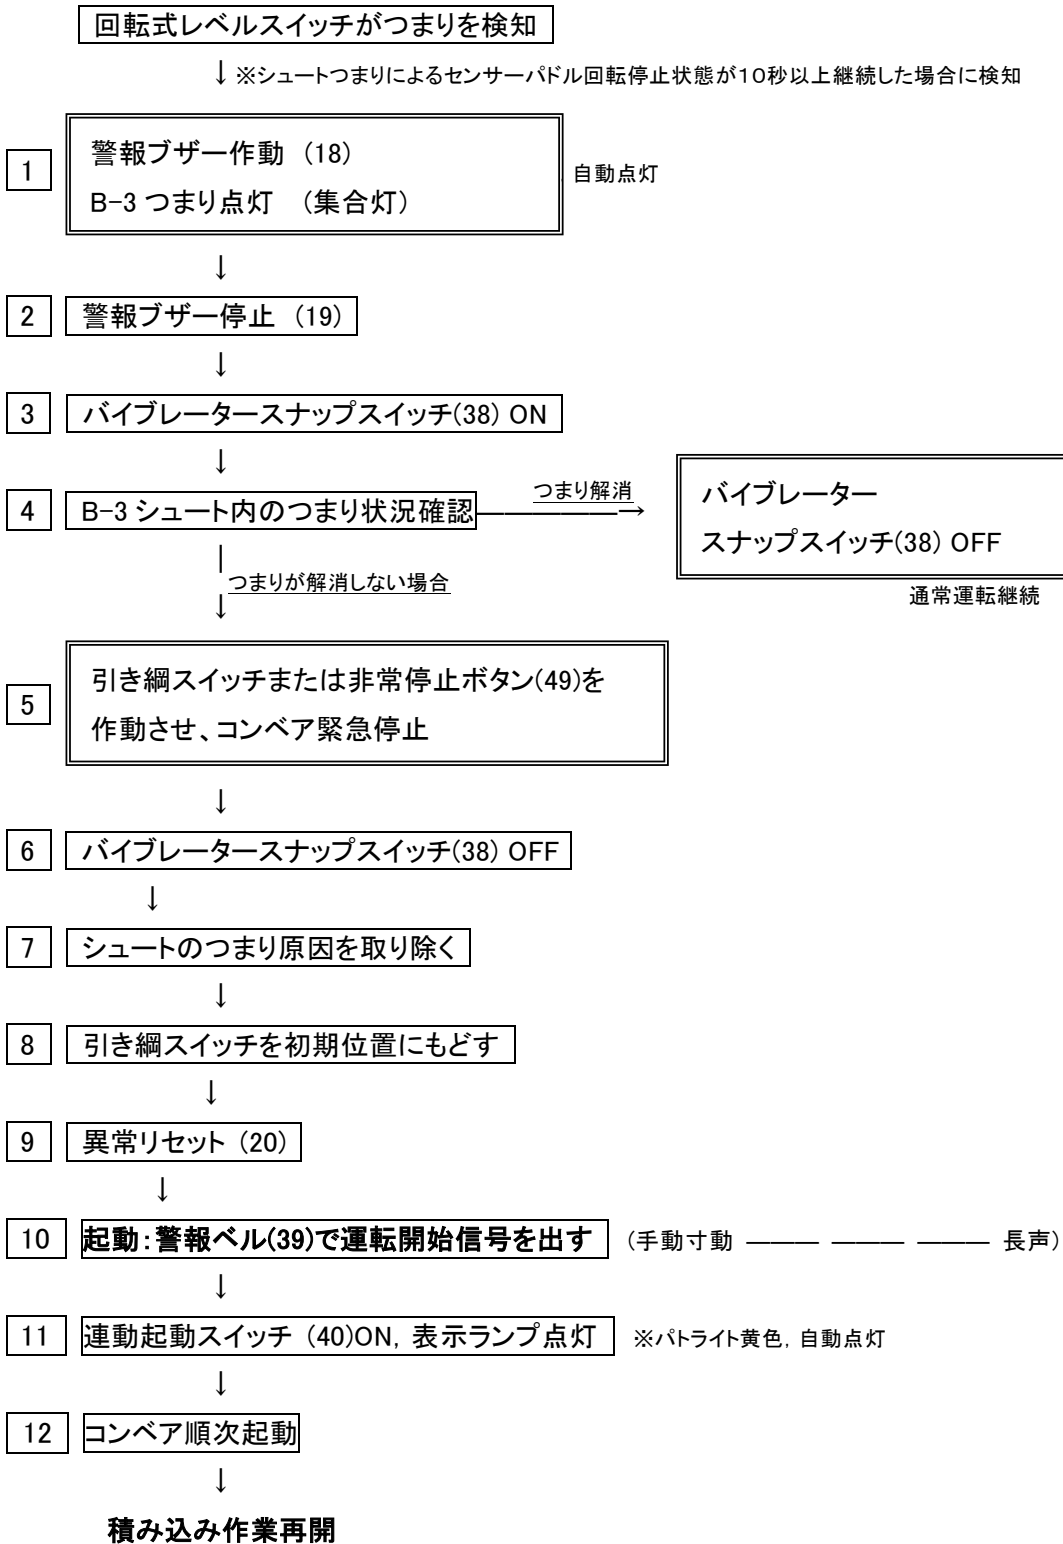 回転式レベルスイッチがつまりを検知
↓ ※シュートつまりによるセンサーパドル回転停止状態が10秒以上継続した場合に検知
1
警報ブザー作動 (18)
B-3 つまり点灯 (集合灯)
自動点灯
↓
2 警報ブザー停止 (19)
↓
3 バイブレータースナップスイッチ(38) ON
↓
4 B-3 シュート内のつまり状況確認 つまり解消 →
バイブレーター
スナップスイッチ(38) OFF
通常運転継続
つまりが解消しない場合
↓
5
引き綱スイッチまたは非常停止ボタン(49)を
作動させ、コンベア緊急停止
↓
6 バイブレータースナップスイッチ(38) OFF
↓
7 シュートのつまり原因を取り除く
↓
8 引き綱スイッチを初期位置にもどす
↓
9 異常リセット (20)
↓
10 起動:警報ベル(39)で運転開始信号を出す (手動寸動 ――― ――― ――― 長声)
↓
11 連動起動スイッチ (40)ON, 表示ランプ点灯 ※パトライト黄色, 自動点灯
↓
12 コンベア順次起動
↓
積み込み作業再開